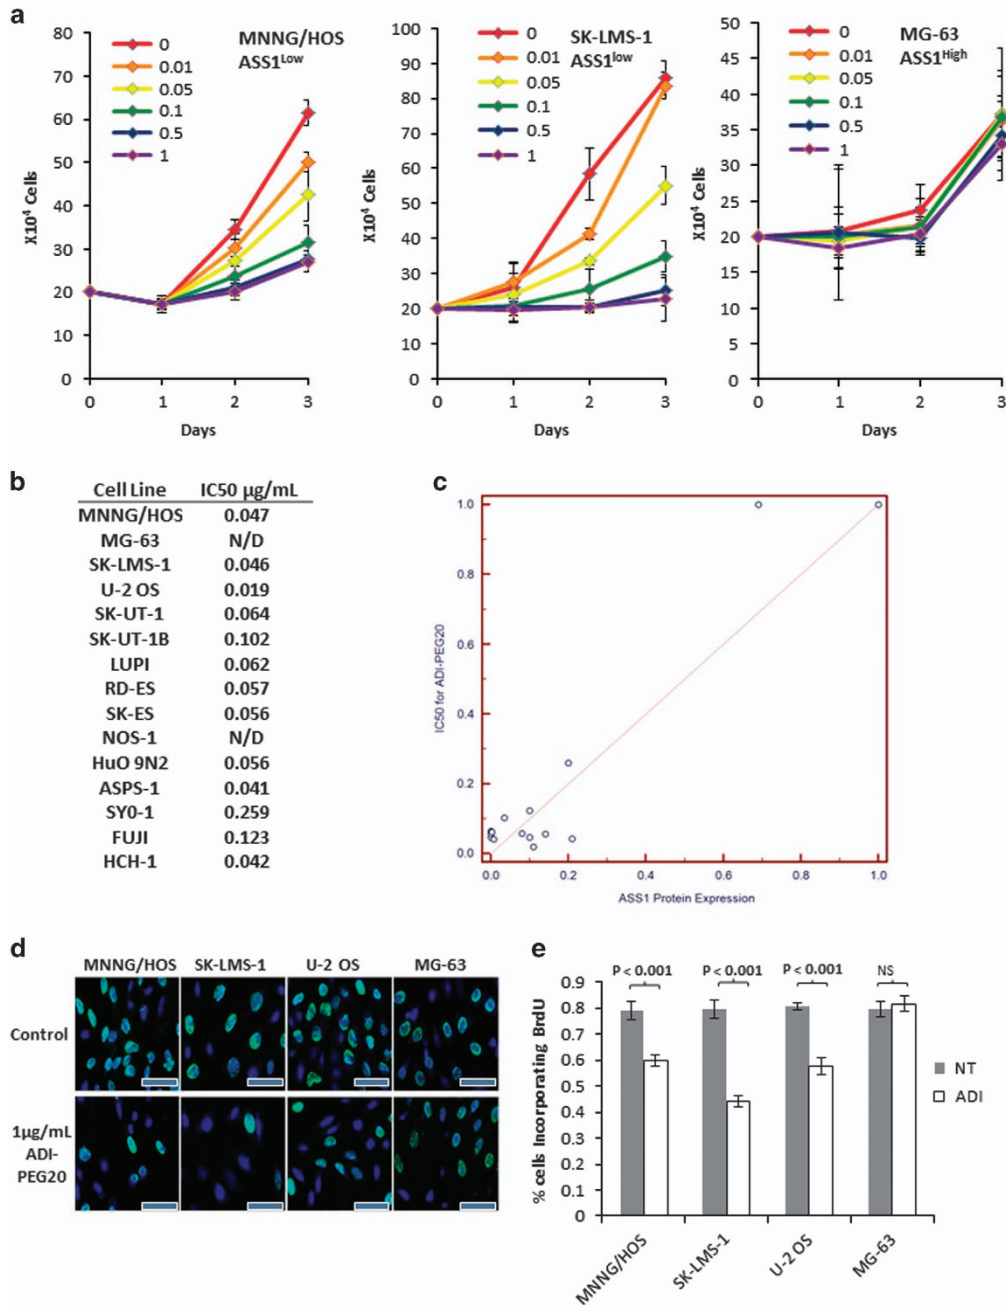 a
MNNG/HOS
ASS1Low
0
0.01
0.05
0.1
0.5
1
X10⁴ Cells
80
70
60
50
40
30
20
10
0
0 1 2 3
Days
SK-LMS-1
ASS1low
0
0.01
0.05
0.1
0.5
1
X10⁴ Cells
100
90
80
70
60
50
40
30
20
10
0
0 1 2 3
Days
MG-63
ASS1High
0
0.01
0.05
0.1
0.5
1
X10⁴ Cells
50
45
40
35
30
25
20
15
10
5
0
0 1 2 3
Days
b
Cell Line IC50 µg/mL
MNNG/HOS 0.047
MG-63 N/D
SK-LMS-1 0.046
U-2 OS 0.019
SK-UT-1 0.064
SK-UT-1B 0.102
LUPI 0.062
RD-ES 0.057
SK-ES 0.056
NOS-1 N/D
HuO 9N2 0.056
ASPS-1 0.041
SY0-1 0.259
FUJI 0.123
HCH-1 0.042
c
IC50 for ADI-PEG20
1.0
0.8
0.6
0.4
0.2
0.0
0.0 0.2 0.4 0.6 0.8 1.0
ASS1 Protein Expression
d
MNNG/HOS SK-LMS-1 U-2 OS MG-63
Control
1µg/mL
ADI-
PEG20
e
P < 0.001 P < 0.001 P < 0.001 NS
% cells Incorporating BrdU
0.9
0.8
0.7
0.6
0.5
0.4
0.3
0.2
0.1
0
NT
ADI
MNNG/HOS
SK-LMS-1
U-2 OS
MG-63